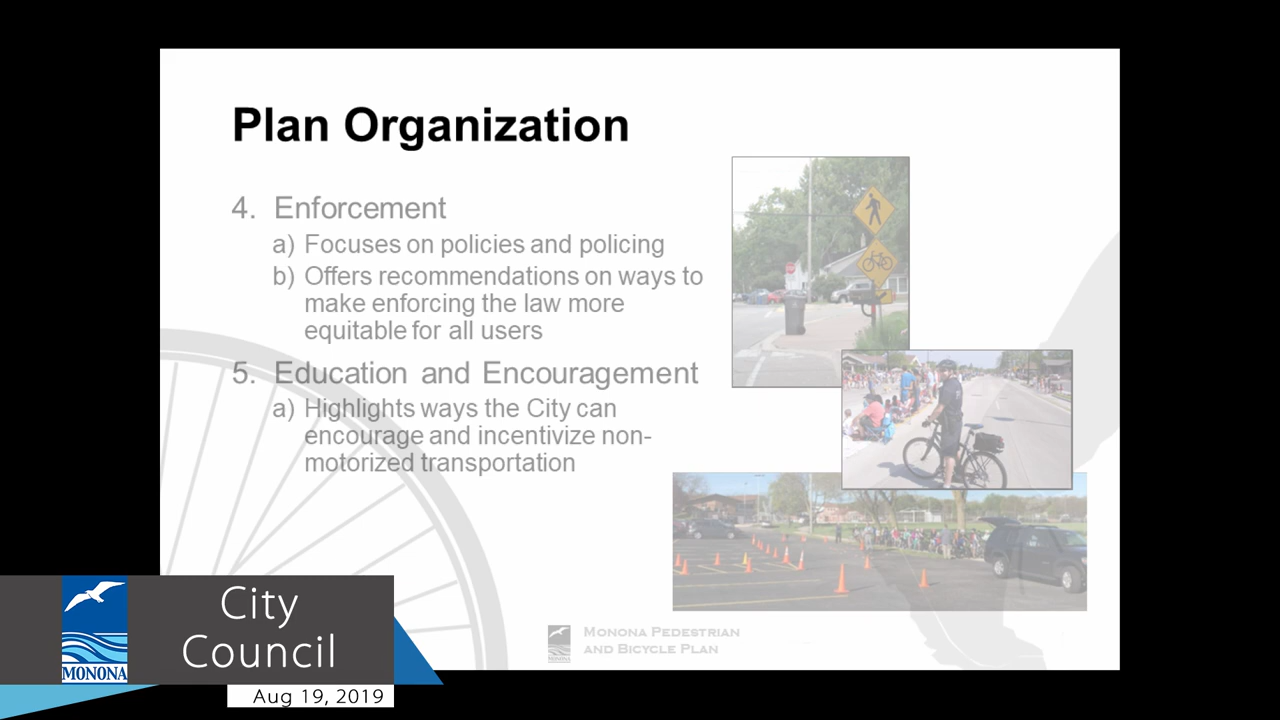 Plan Organization
4. Enforcement
a) Focuses on policies and policing
b) Offers recommendations on ways to
make enforcing the law more
equitable for all users
5. Education and Encouragement
a) Highlights ways the City can
encourage and incentivize non-
motorized transportation
MONONA PEDESTRIAN
AND BICYCLE PLAN
MONONA
City
Council
Aug 19, 2019